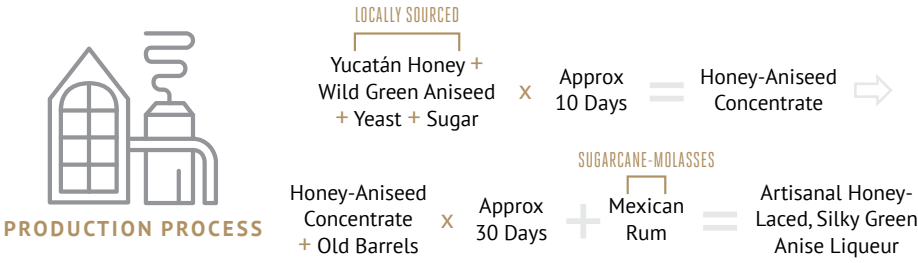 LOCALLY SOURCED
Yucatán Honey +
Wild Green Aniseed
+ Yeast + Sugar
x
Approx
10 Days
=
Honey-Aniseed
Concentrate
PRODUCTION PROCESS
Honey-Aniseed
Concentrate
+ Old Barrels
x
Approx
30 Days
+
SUGARCANE-MOLASSES
Mexican
Rum
=
Artisanal Honey-
Laced, Silky Green
Anise Liqueur